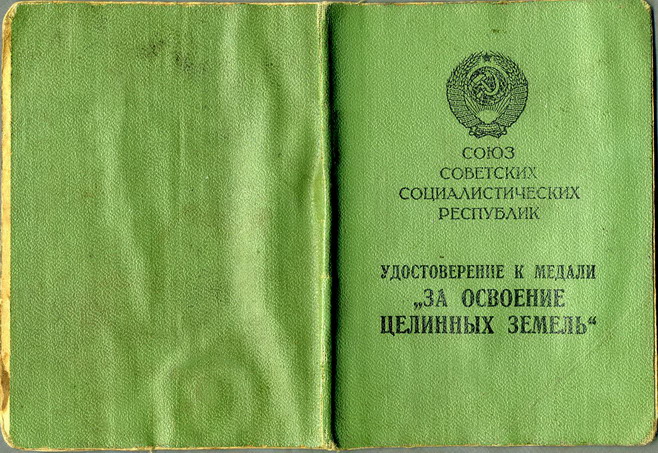 СОЮЗ
СОВЕТСКИХ
СОЦИАЛИСТИЧЕСКИХ
РЕСПУБЛИК
УДОСТОВЕРЕНИЕ К МЕДАЛИ
„ЗА ОСВОЕНИЕ
ЦЕЛИННЫХ ЗЕМЕЛЬ“